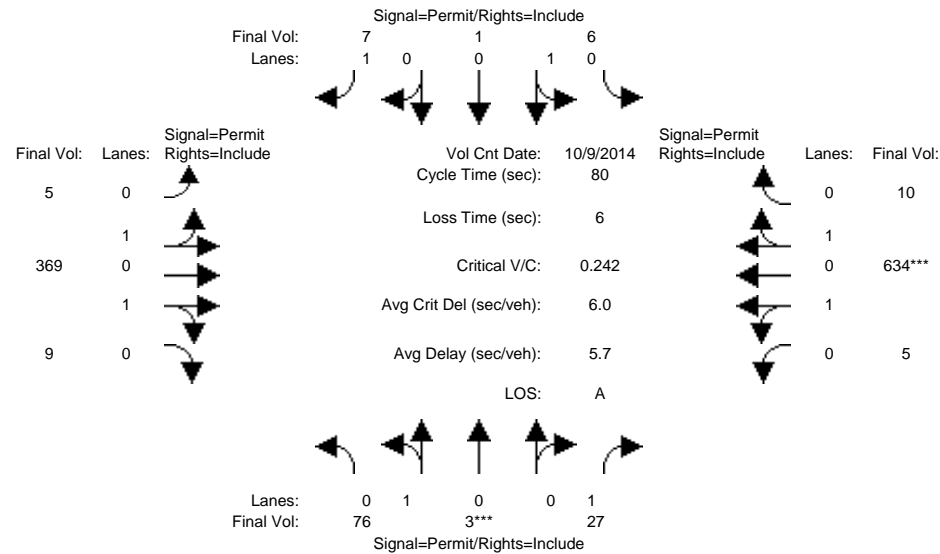 Signal=Permit/Rights=Include
Final Vol: 7 1 6
Lanes: 1 0 0 1 0
Signal=Permit Signal=Permit
Final Vol: Lanes: Rights=Include Vol Cnt Date: 10/9/2014 Rights=Include Lanes: Final Vol:
Cycle Time (sec): 80
5 0 0 10
Loss Time (sec): 6
1 1
369 0 Critical V/C: 0.242 0 634***
1 Avg Crit Del (sec/veh): 6.0 1
9 0 Avg Delay (sec/veh): 5.7 0 5
LOS: A
Lanes: 0 1 0 0 1
Final Vol: 76 3*** 27
Signal=Permit/Rights=Include